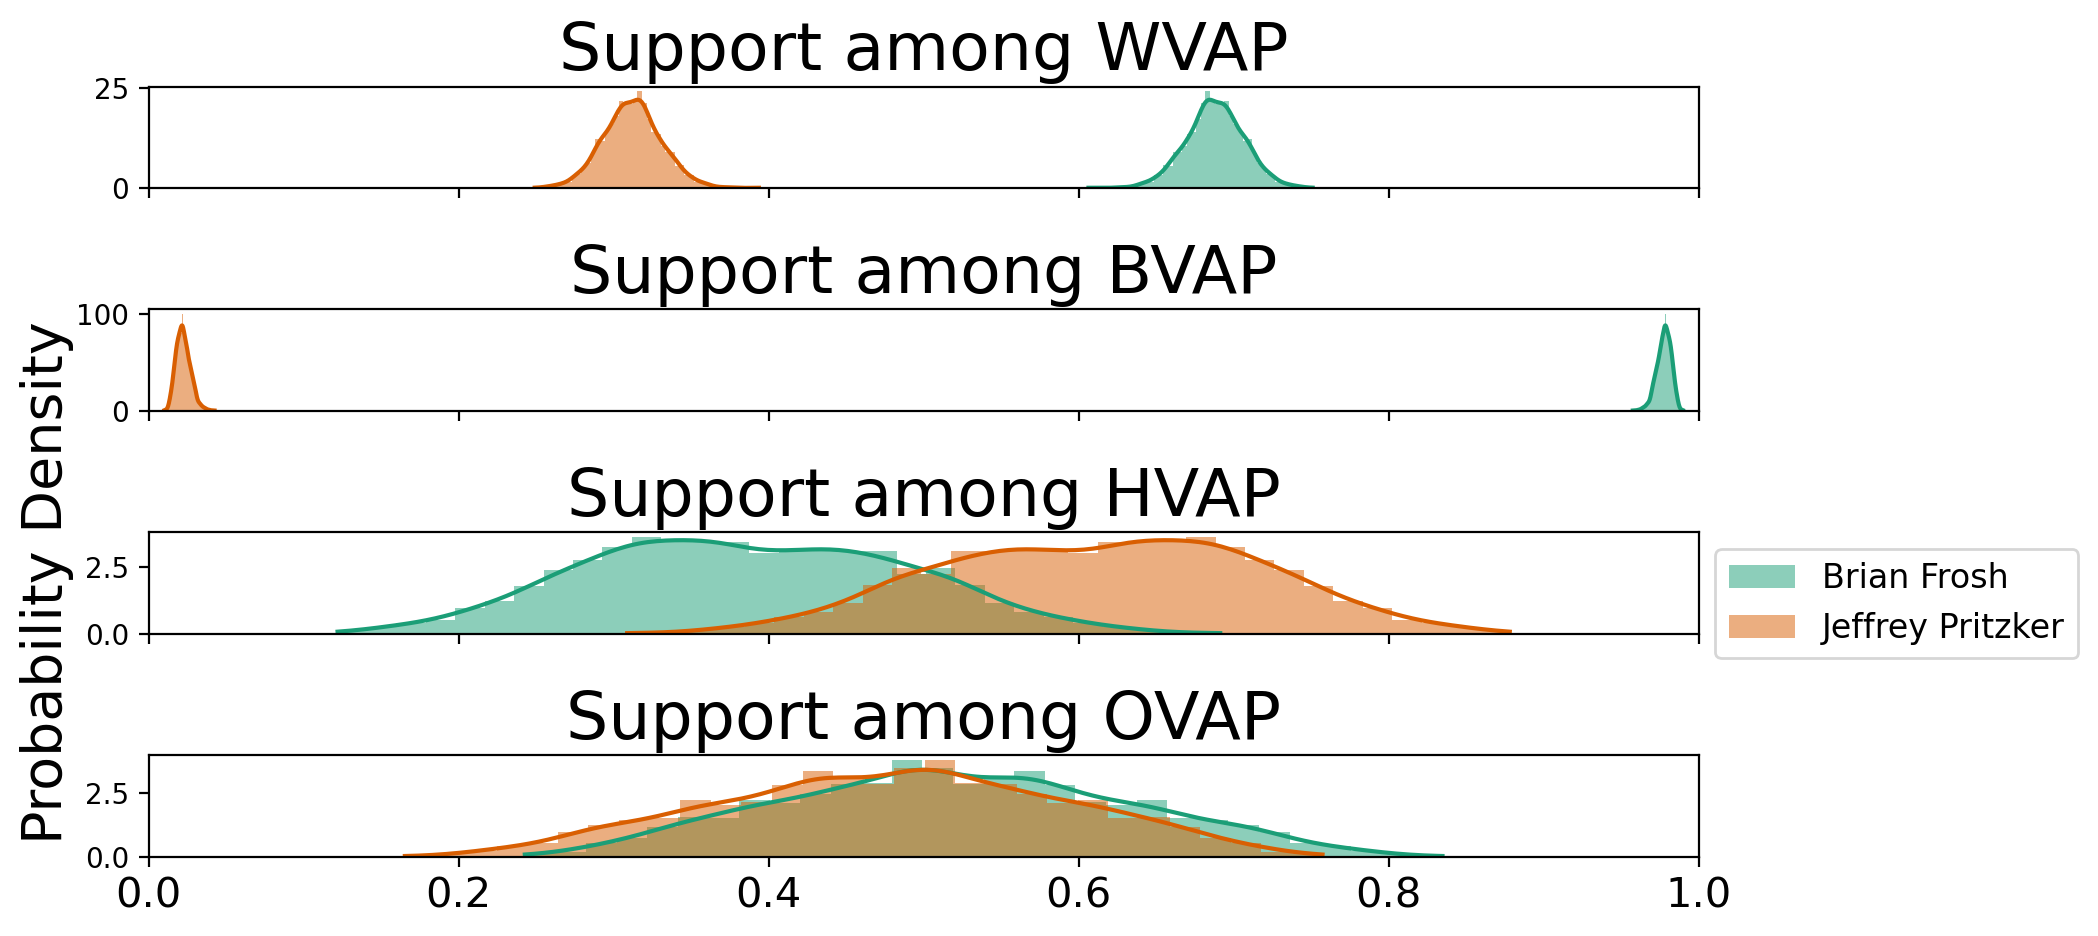 Support among WVAP
25
0
Support among BVAP
100
0
Support among HVAP
2.5
0.0
Support among OVAP
2.5
0.0
0.0 0.2 0.4 0.6 0.8 1.0
Probability Density
Brian Frosh
Jeffrey Pritzker